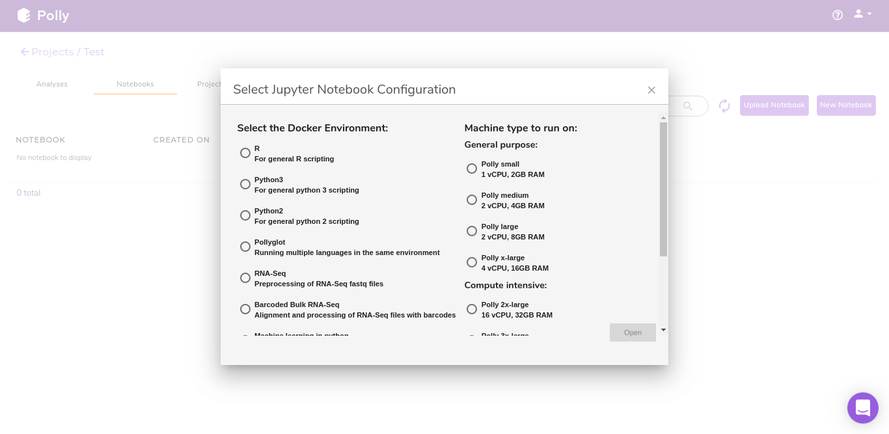 Polly
Projects / Test
Analyses
Notebooks
Project
Upload Notebook
New Notebook
NOTEBOOK
CREATED ON
No notebook to display
0 total
Select Jupyter Notebook Configuration
Select the Docker Environment:
R
For general R scripting
Python3
For general python 3 scripting
Python2
For general python 2 scripting
Pollyglot
Running multiple languages in the same environment
RNA-Seq
Preprocessing of RNA-Seq fastq files
Barcoded Bulk RNA-Seq
Alignment and processing of RNA-Seq files with barcodes
Machine learning in python
Machine type to run on:
General purpose:
Polly small
1 vCPU, 2GB RAM
Polly medium
2 vCPU, 4GB RAM
Polly large
2 vCPU, 8GB RAM
Polly x-large
4 vCPU, 16GB RAM
Compute intensive:
Polly 2x-large
16 vCPU, 32GB RAM
Polly 3x-large
Open